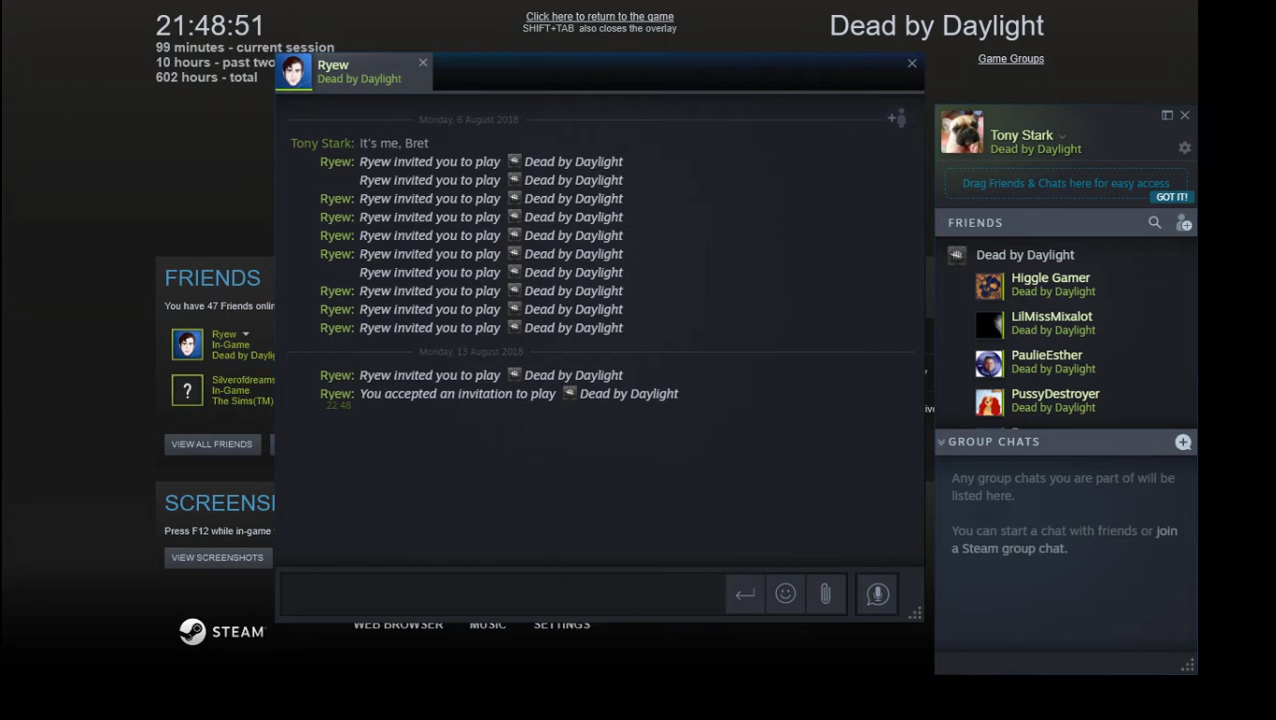 21:48:51
99 minutes - current session
10 hours - past two
602 hours - total
Click here to return to the game
SHIFT+TAB also closes the overlay
Dead by Daylight
Game Groups
Ryew
Dead by Daylight
Monday, 6 August 2018
Tony Stark: It's me, Bret
Ryew: Ryew invited you to play Dead by Daylight
Ryew invited you to play Dead by Daylight
Ryew: Ryew invited you to play Dead by Daylight
Ryew: Ryew invited you to play Dead by Daylight
Ryew: Ryew invited you to play Dead by Daylight
Ryew: Ryew invited you to play Dead by Daylight
Ryew invited you to play Dead by Daylight
Ryew: Ryew invited you to play Dead by Daylight
Ryew: Ryew invited you to play Dead by Daylight
Ryew: Ryew invited you to play Dead by Daylight
Monday, 13 August 2018
Ryew: Ryew invited you to play Dead by Daylight
Ryew: You accepted an invitation to play Dead by Daylight
22:48
Tony Stark
Dead by Daylight
Drag Friends & Chats here for easy access
GOT IT!
FRIENDS
Dead by Daylight
Higgle Gamer
Dead by Daylight
LilMissMixalot
Dead by Daylight
PaulieEsther
Dead by Daylight
PussyDestroyer
Dead by Daylight
GROUP CHATS
Any group chats you are part of will be
listed here.
You can start a chat with friends or join
a Steam group chat.
FRIENDS
You have 47 Friends onlin
Ryew
In-Game
Dead by Dayli
Silverofdreams
In-Game
The Sims(TM)
VIEW ALL FRIENDS
SCREENS
Press F12 while in-game
VIEW SCREENSHOTS
STEAM
WEB BROWSER
MUSIC
SETTINGS